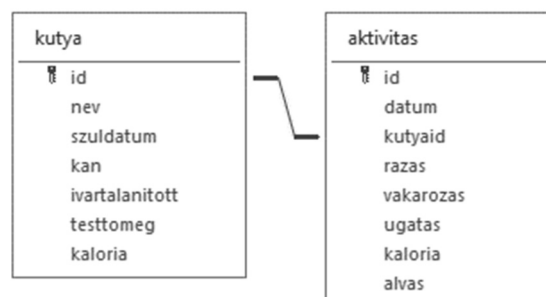 kutya
id
nev
szuldatum
kan
ivartalanitott
testtomeg
kaloria
aktivitas
id
datum
kutyaid
razas
vakarozas
ugatas
kaloria
alvas